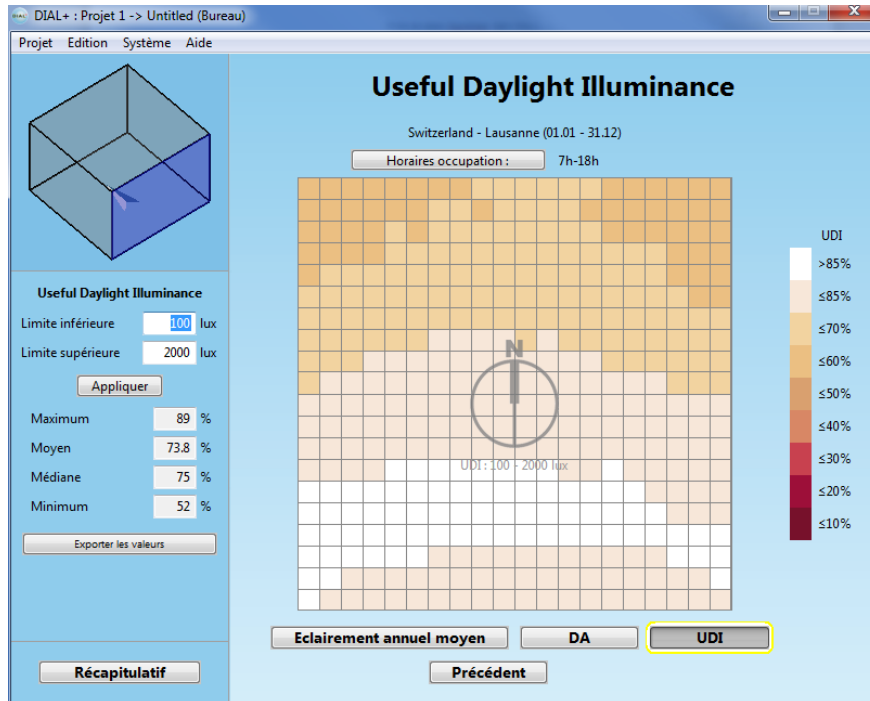 DIAL+ : Projet 1 -> Untitled (Bureau)
Projet Edition Système Aide
Useful Daylight Illuminance
Switzerland - Lausanne (01.01 - 31.12)
Horaires occupation : 7h-18h
Useful Daylight Illuminance
Limite inférieure 100 lux
Limite supérieure 2000 lux
Appliquer
Maximum 89 %
Moyen 73.8 %
Médiane 75 %
Minimum 52 %
Exporter les valeurs
Récapitulatif
N
UDI : 100 - 2000 lux
UDI
>85%
≤85%
≤70%
≤60%
≤50%
≤40%
≤30%
≤20%
≤10%
Eclairement annuel moyen DA UDI
Précédent